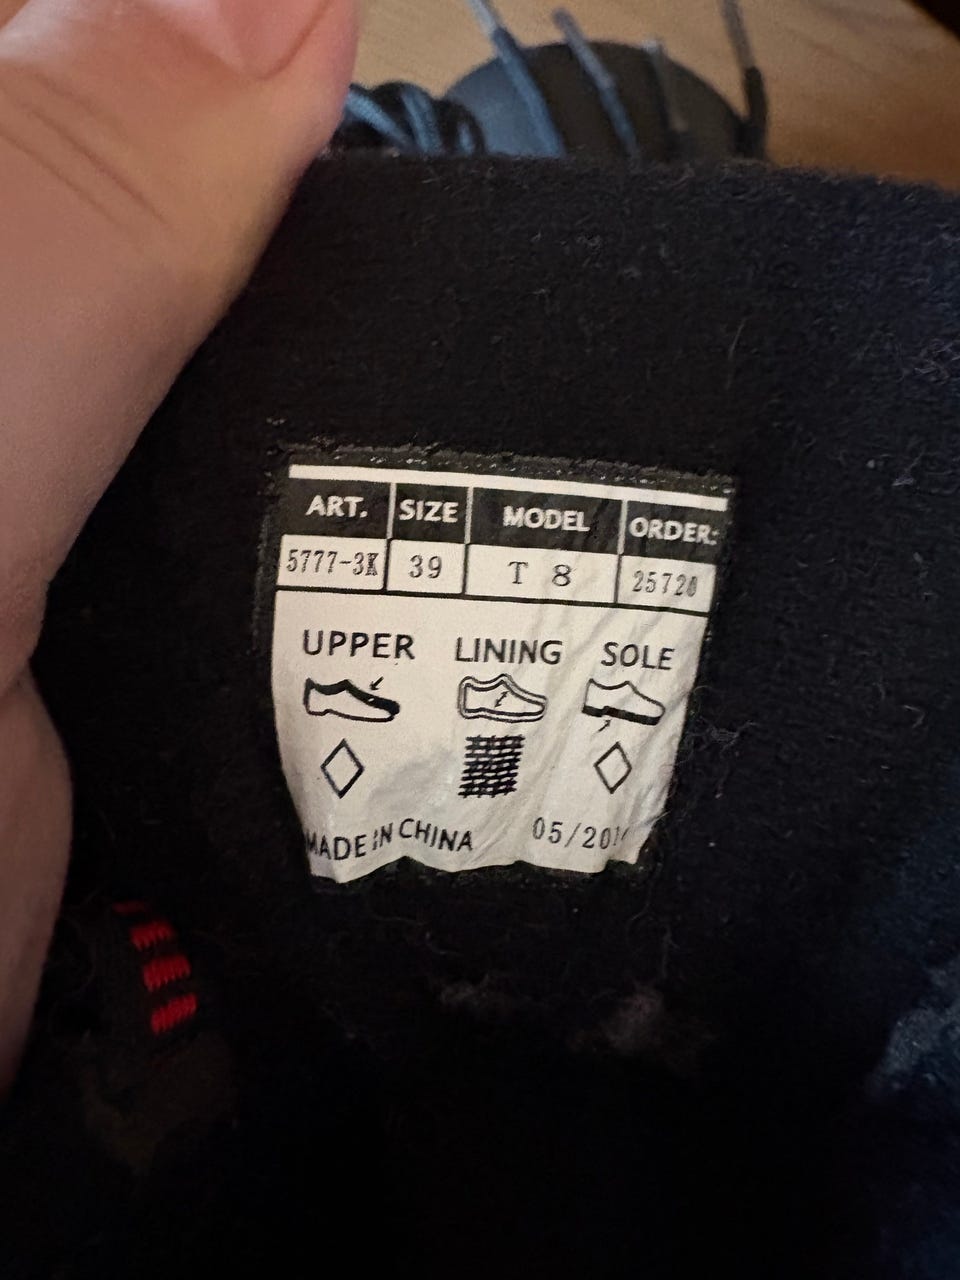 ART. SIZE MODEL ORDER:
5777-3K 39 T 8 25720
UPPER LINING SOLE
MADE IN CHINA